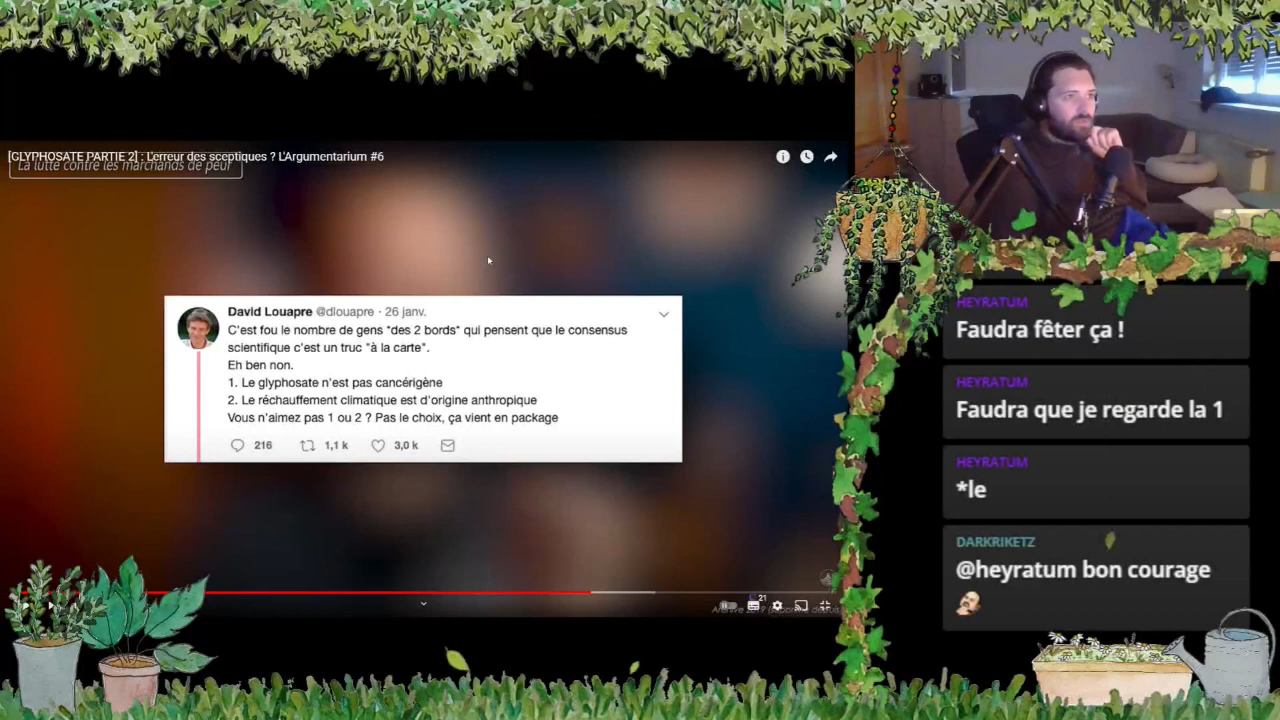 [GLYPHOSATE PARTIE 2] : L'erreur des sceptiques ? L'Argumentarium #6
La lutte contre les marchands de peur
David Louapre @dlouapre · 26 janv.
C'est fou le nombre de gens *des 2 bords* qui pensent que le consensus
scientifique c'est un truc "à la carte".
Eh ben non.
1. Le glyphosate n'est pas cancérigène
2. Le réchauffement climatique est d'origine anthropique
Vous n'aimez pas 1 ou 2 ? Pas le choix, ça vient en package
216 1,1 k 3,0 k
21
HEYRATUM
Faudra fêter ça !
HEYRATUM
Faudra que je regarde la 1
HEYRATUM
*le
DARKRIKETZ
@heyratum bon courage